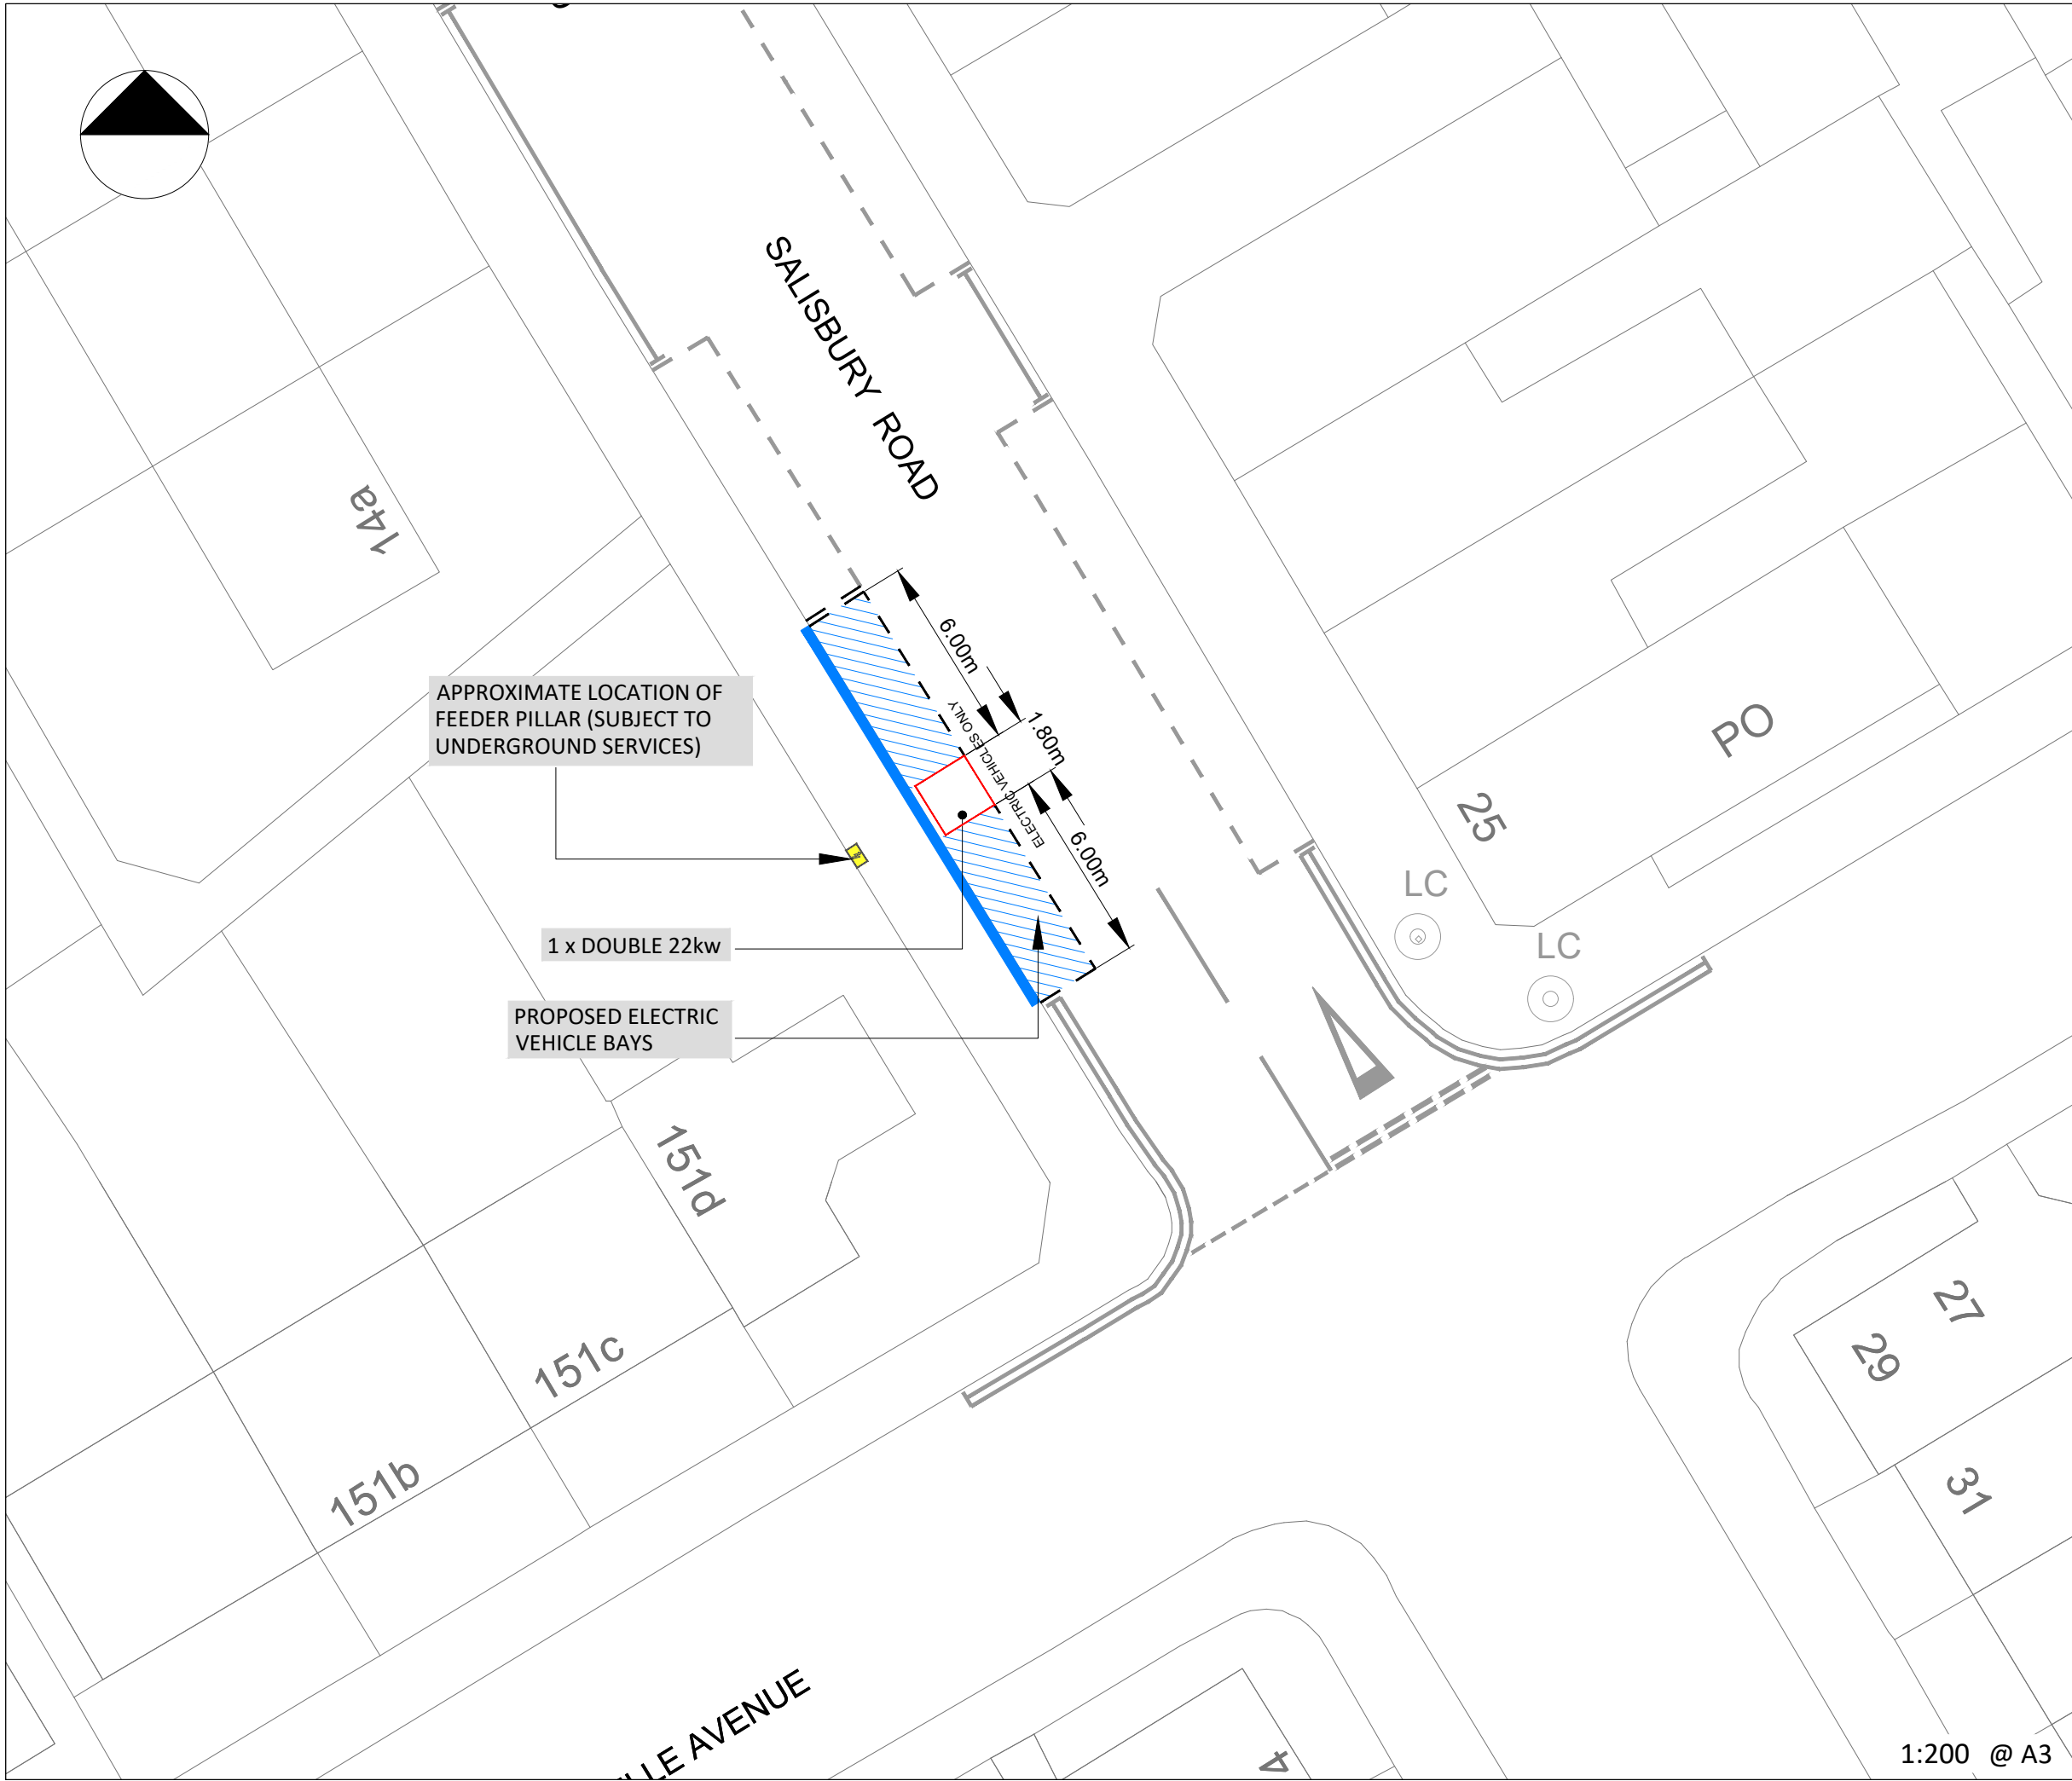 SALISBURY ROAD
14a
6.00m
APPROXIMATE LOCATION OF
FEEDER PILLAR (SUBJECT TO
UNDERGROUND SERVICES)
ELECTRIC VEHICLES ONLY
1.80m
PO
25
6.00m
LC
1 x DOUBLE 22kw
LC
PROPOSED ELECTRIC
VEHICLE BAYS
151d
27
29
151c
151b
31
LLE AVENUE
4
1:200 @ A3